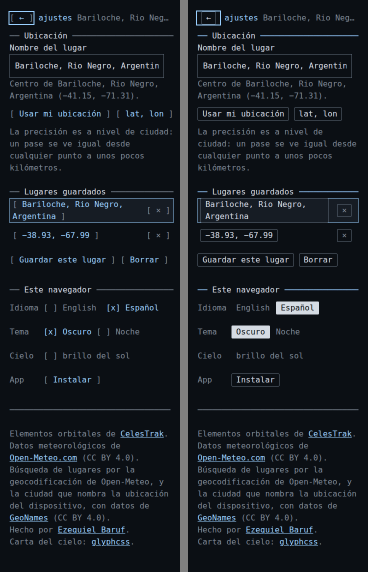 [ ← ] ajustes Bariloche, Río Neg…
Ubicación
Nombre del lugar
Bariloche, Río Negro, Argentin
Centro de Bariloche, Río Negro,
Argentina (−41.15, −71.31).
[ Usar mi ubicación ] [ lat, lon ]
La precisión es a nivel de ciudad:
un pase se ve igual desde
cualquier punto a unos pocos
kilómetros.
Lugares guardados
[ Bariloche, Río Negro,
Argentina ] [ × ]
[ −38.93, −67.99 ] [ × ]
[ Guardar este lugar ] [ Borrar ]
Este navegador
Idioma [ ] English [x] Español
Tema [x] Oscuro [ ] Noche
Cielo [ ] brillo del sol
App [ Instalar ]
Elementos orbitales de CelesTrak.
Datos meteorológicos de
Open-Meteo.com (CC BY 4.0).
Búsqueda de lugares por la
geocodificación de Open-Meteo, y
la ciudad que nombra la ubicación
del dispositivo, con datos de
GeoNames (CC BY 4.0).
Hecho por Ezequiel Baruf.
Carta del cielo: glyphcss.
← ajustes Bariloche, Río Neg…
Ubicación
Nombre del lugar
Bariloche, Río Negro, Argentin
Centro de Bariloche, Río Negro,
Argentina (−41.15, −71.31).
Usar mi ubicación lat, lon
La precisión es a nivel de
ciudad: un pase se ve igual desde
cualquier punto a unos pocos
kilómetros.
Lugares guardados
Bariloche, Río Negro,
Argentina ×
−38.93, −67.99 ×
Guardar este lugar Borrar
Este navegador
Idioma English Español
Tema Oscuro Noche
Cielo brillo del sol
App Instalar
Elementos orbitales de CelesTrak.
Datos meteorológicos de
Open-Meteo.com (CC BY 4.0).
Búsqueda de lugares por la
geocodificación de Open-Meteo, y
la ciudad que nombra la ubicación
del dispositivo, con datos de
GeoNames (CC BY 4.0).
Hecho por Ezequiel Baruf.
Carta del cielo: glyphcss.